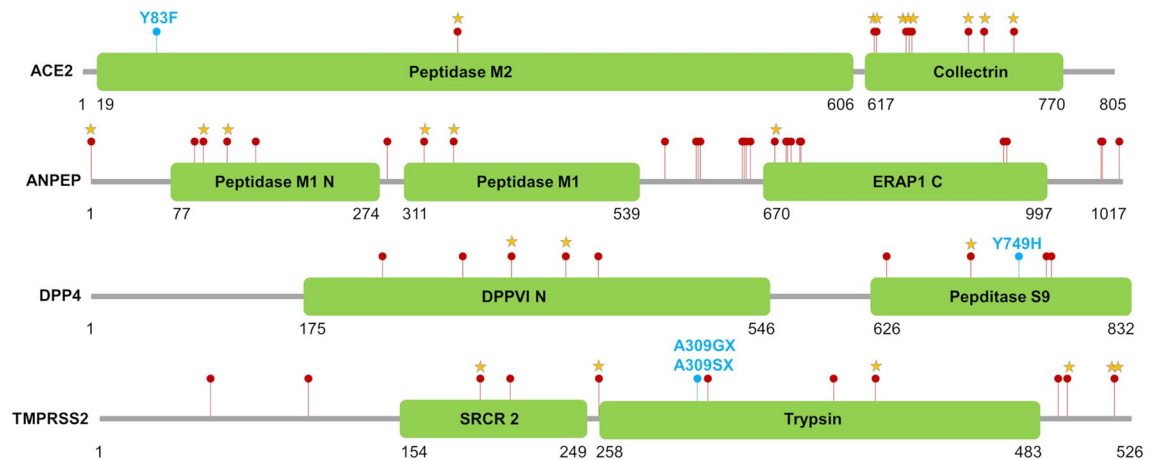 Y83F
ACE2 Peptidase M2 Collectrin
1 19 606 617 770 805
ANPEP Peptidase M1 N Peptidase M1 ERAP1 C
1 77 274 311 539 670 997 1017
Y749H
DPP4 DPPVI N Pepditase S9
1 175 546 626 832
A309GX
A309SX
TMPRSS2 SRCR 2 Trypsin
1 154 249 258 483 526